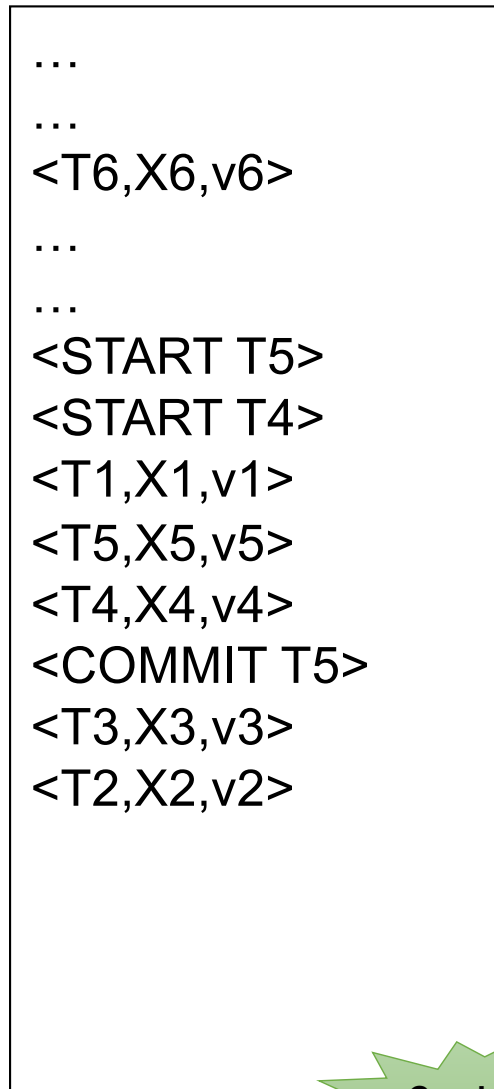 …
…
<T6,X6,v6>
…
…
<START T5>
<START T4>
<T1,X1,v1>
<T5,X5,v5>
<T4,X4,v4>
<COMMIT T5>
<T3,X3,v3>
<T2,X2,v2>